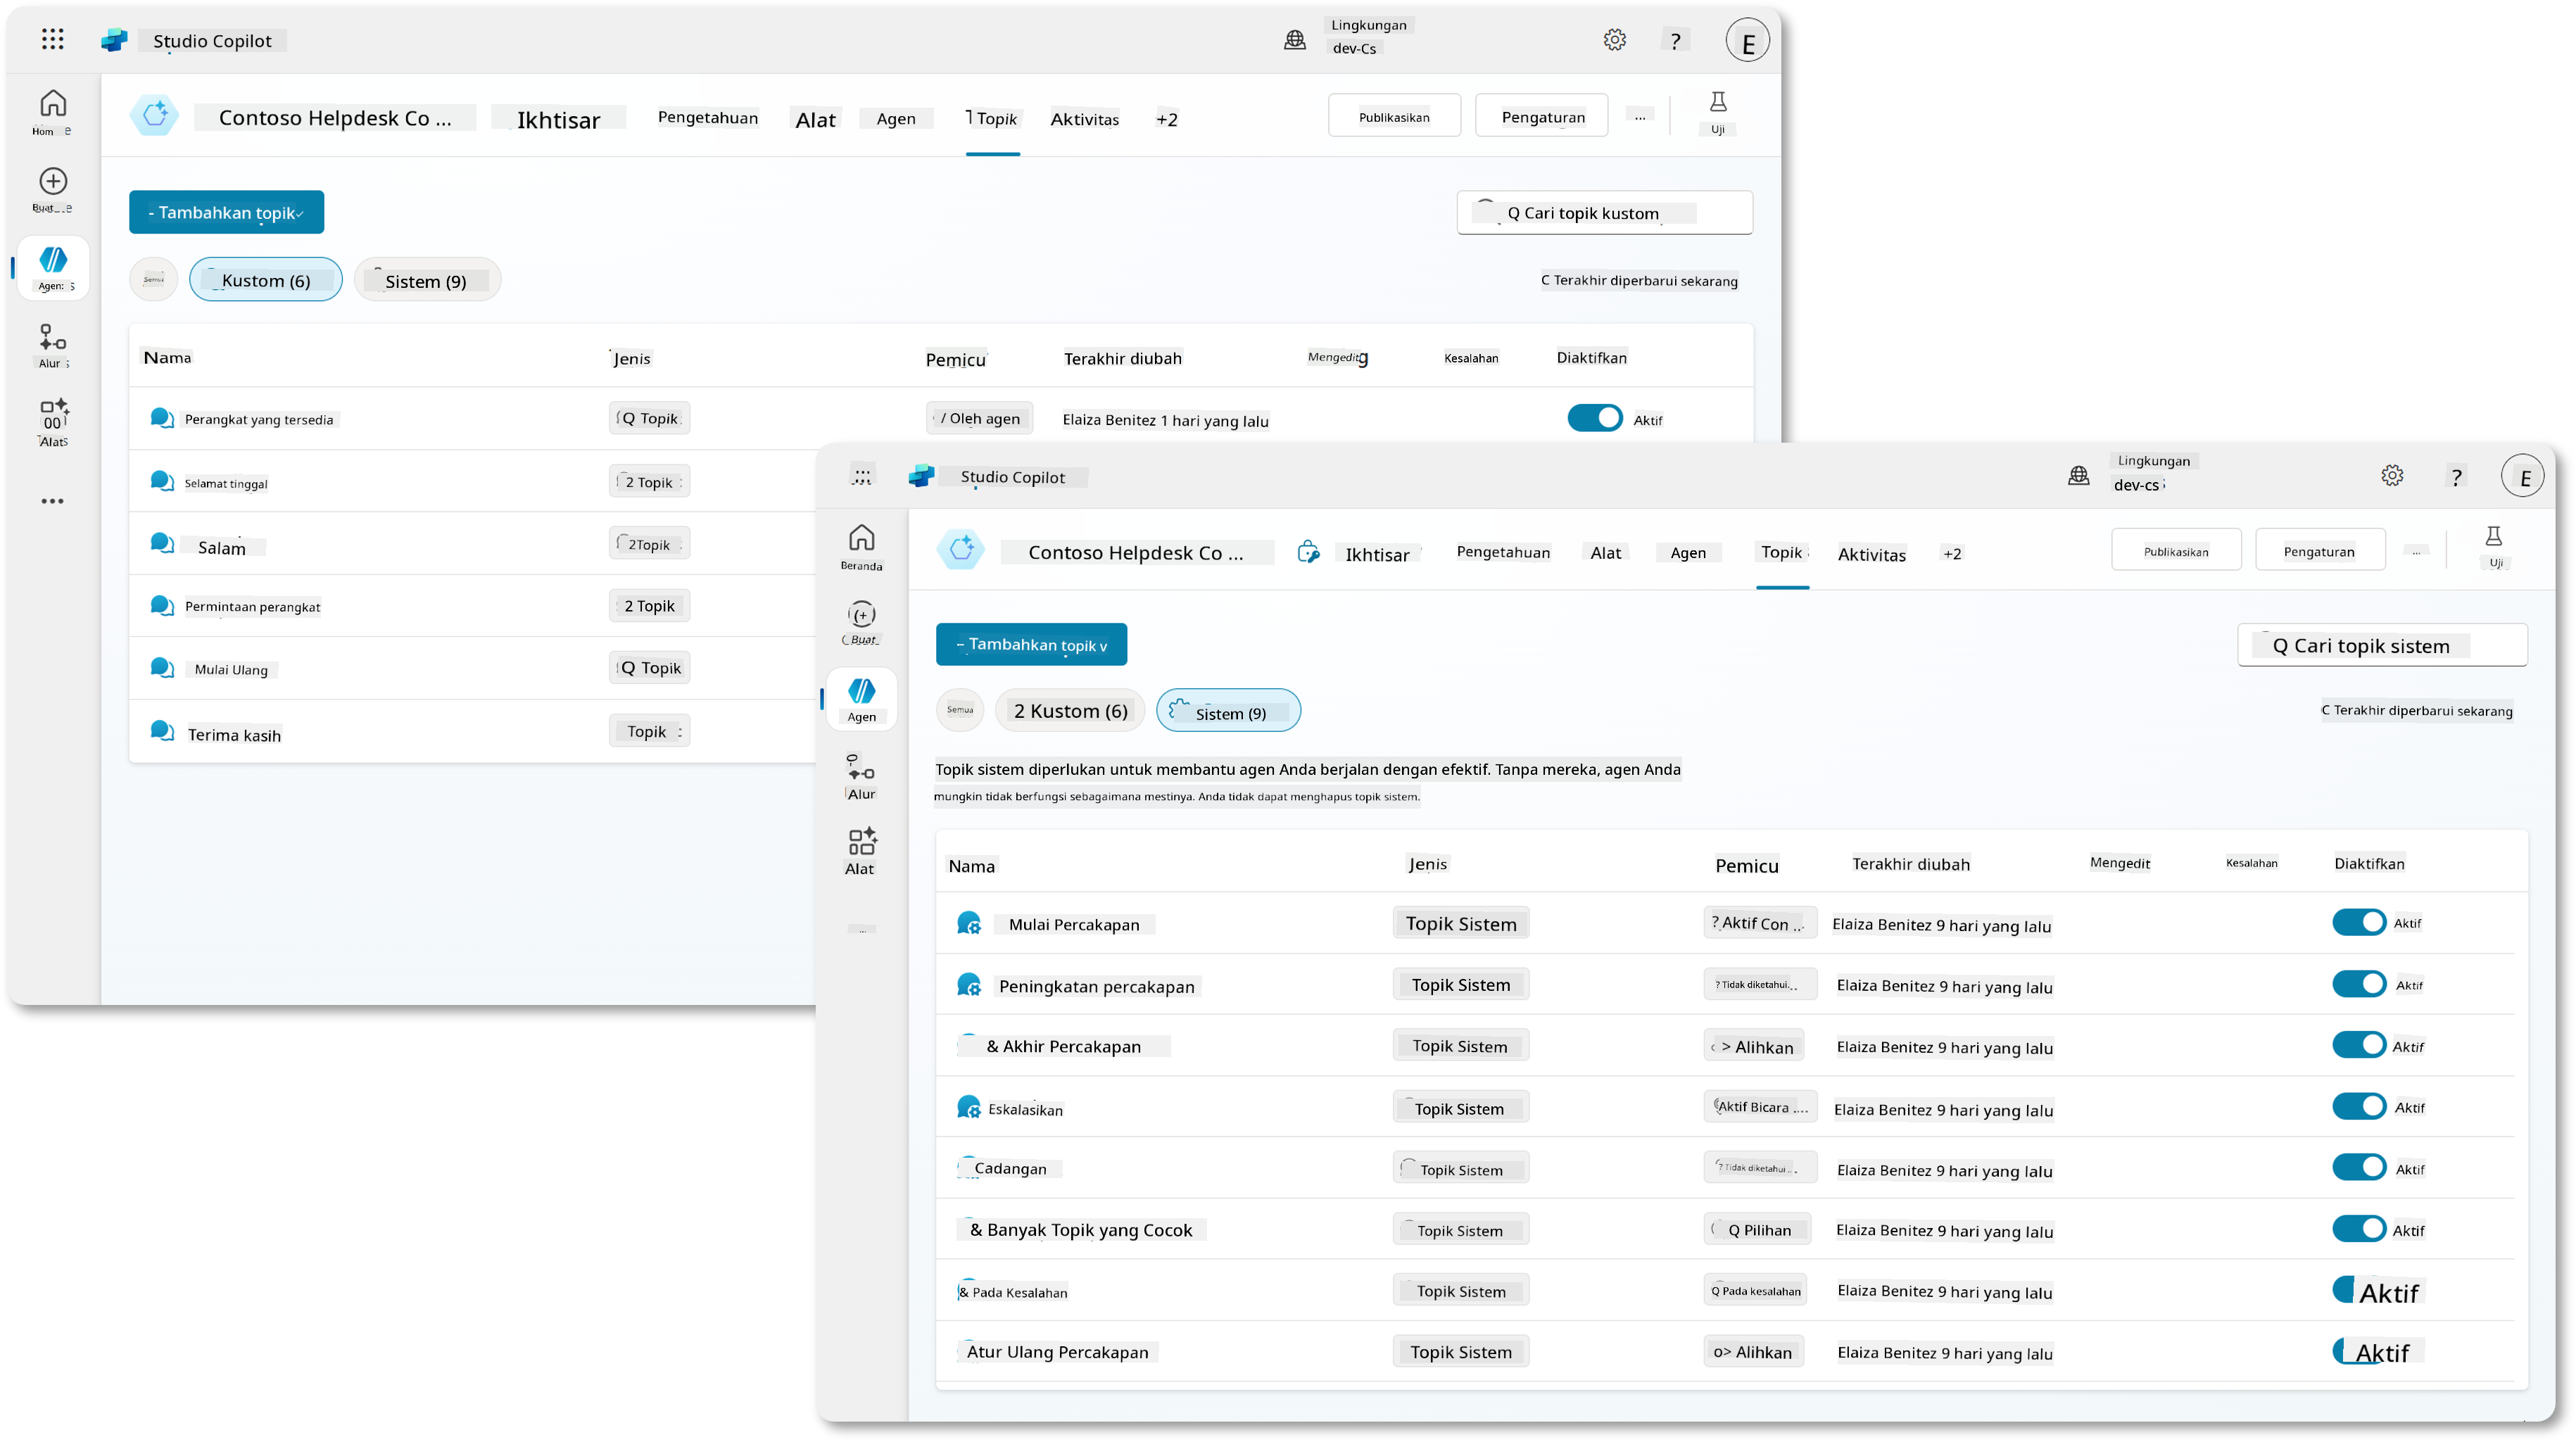 Studio Copilot
Lingkungan
dev-Cs
?
E
Contoso Helpdesk Co ...
Ikhtisar
Pengetahuan
Alat
Agen
Topik
Aktivitas
+2
Publikasikan
Pengaturan
...
Uji
Hom
Buat
Agen:
Alur
Alat
- Tambahkan topik
Q Cari topik kustom
Semua
Kustom (6)
Sistem (9)
C Terakhir diperbarui sekarang
Nama
Jenis
Pemicu
Terakhir diubah
Mengedit
Kesalahan
Diaktifkan
Perangkat yang tersedia
Q Topik
/ Oleh agen
Elaiza Benitez 1 hari yang lalu
Aktif
Selamat tinggal
2 Topik
Salam
2Topik
Permintaan perangkat
2 Topik
Mulai Ulang
Q Topik
Terima kasih
Topik
Studio Copilot
Lingkungan
dev-cs
?
E
Contoso Helpdesk Co ...
Ikhtisar
Pengetahuan
Alat
Agen
Topik
Aktivitas
+2
Publikasikan
Pengaturan
...
Uji
Beranda
Buat
Agen
Alur
Alat
...
– Tambahkan topik v
Q Cari topik sistem
Semua
2 Kustom (6)
Sistem (9)
C Terakhir diperbarui sekarang
Topik sistem diperlukan untuk membantu agen Anda berjalan dengan efektif. Tanpa mereka, agen Anda
mungkin tidak berfungsi sebagaimana mestinya. Anda tidak dapat menghapus topik sistem.
Nama
Jenis
Pemicu
Terakhir diubah
Mengedit
Kesalahan
Diaktifkan
Mulai Percakapan
Topik Sistem
? Aktif Con ...
Elaiza Benitez 9 hari yang lalu
Aktif
Peningkatan percakapan
Topik Sistem
? Tidak diketahui...
Elaiza Benitez 9 hari yang lalu
Aktif
& Akhir Percakapan
Topik Sistem
> Alihkan
Elaiza Benitez 9 hari yang lalu
Aktif
Eskalasikan
Topik Sistem
Aktif Bicara ....
Elaiza Benitez 9 hari yang lalu
Aktif
Cadangan
Topik Sistem
? Tidak diketahui ...
Elaiza Benitez 9 hari yang lalu
Aktif
& Banyak Topik yang Cocok
Topik Sistem
Q Pilihan
Elaiza Benitez 9 hari yang lalu
Aktif
& Pada Kesalahan
Topik Sistem
Q Pada kesalahan
Elaiza Benitez 9 hari yang lalu
Aktif
Atur Ulang Percakapan
Topik Sistem
o> Alihkan
Elaiza Benitez 9 hari yang lalu
Aktif